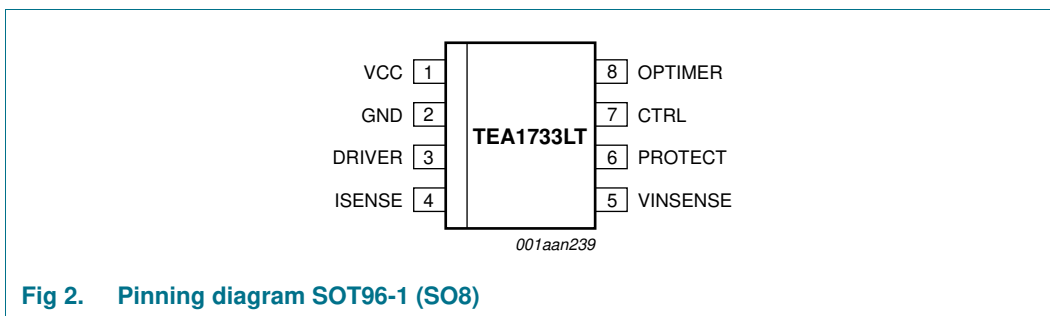 VCC 1
GND 2
DRIVER 3
ISENSE 4
TEA1733LT
8 OPTIMER
7 CTRL
6 PROTECT
5 VINSENSE
001aan239
Fig 2. Pinning diagram SOT96-1 (SO8)